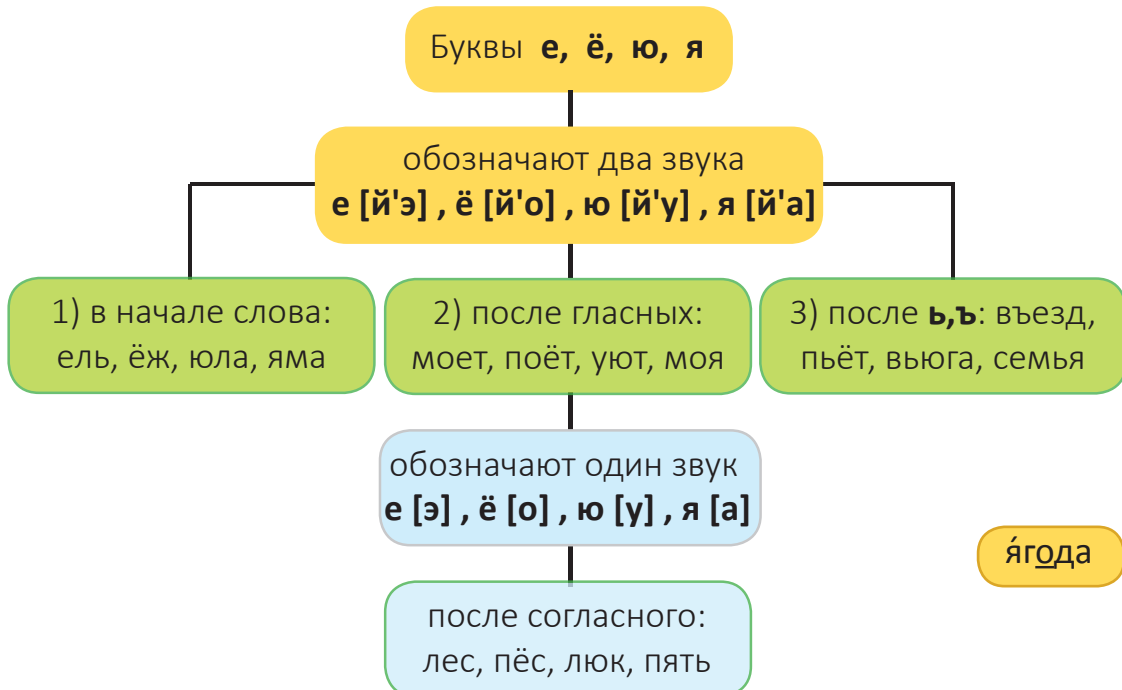 Буквы е, ё, ю, я
обозначают два звука
е [й'э] , ё [й'о] , ю [й'у] , я [й'а]
1) в начале слова:
ель, ёж, юла, яма
2) после гласных:
моет, поёт, уют, моя
3) после ь,ъ: въезд,
пьёт, вьюга, семья
обозначают один звук
е [э] , ё [о] , ю [у] , я [а]
я́года
после согласного:
лес, пёс, люк, пять